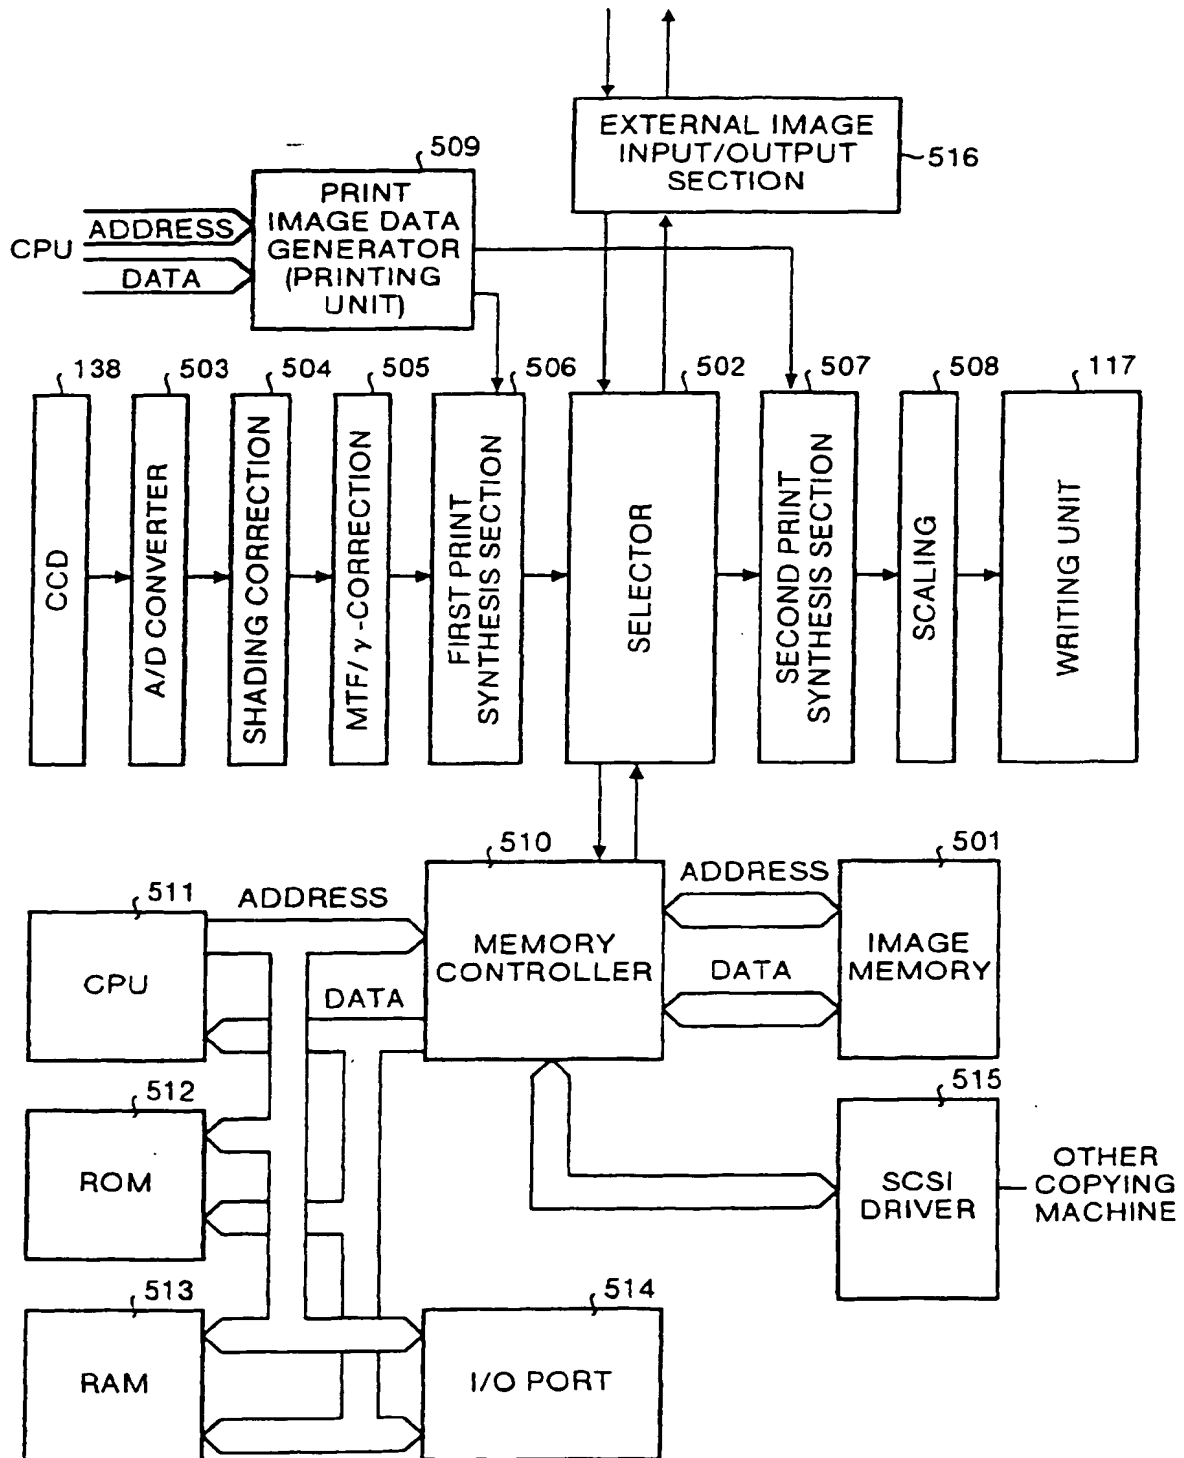 EXTERNAL IMAGE
INPUT/OUTPUT
SECTION
516
509
PRINT
IMAGE DATA
GENERATOR
(PRINTING
UNIT)
CPU
ADDRESS
DATA
138
503
504
505
506
502
507
508
117
CCD
A/D CONVERTER
SHADING CORRECTION
MTF/γ-CORRECTION
FIRST PRINT
SYNTHESIS SECTION
SELECTOR
SECOND PRINT
SYNTHESIS SECTION
SCALING
WRITING UNIT
510
501
511
ADDRESS
ADDRESS
CPU
MEMORY
CONTROLLER
IMAGE
MEMORY
DATA
DATA
512
515
ROM
SCSI
DRIVER
OTHER
COPYING
MACHINE
513
514
RAM
I/O PORT